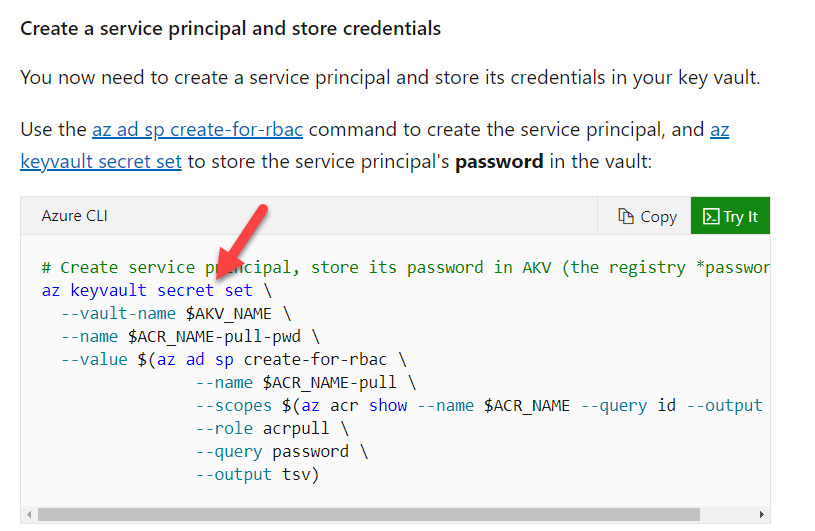 Create a service principal and store credentials
You now need to create a service principal and store its credentials in your key vault.
Use the az ad sp create-for-rbac command to create the service principal, and az
keyvault secret set to store the service principal's password in the vault:
Azure CLI
Copy
Try It
# Create service principal, store its password in AKV (the registry *passwor
az keyvault secret set \
--vault-name $AKV_NAME \
--name $ACR_NAME-pull-pwd \
--value $(az ad sp create-for-rbac \
--name $ACR_NAME-pull \
--scopes $(az acr show --name $ACR_NAME --query id --output
--role acrpull \
--query password \
--output tsv)